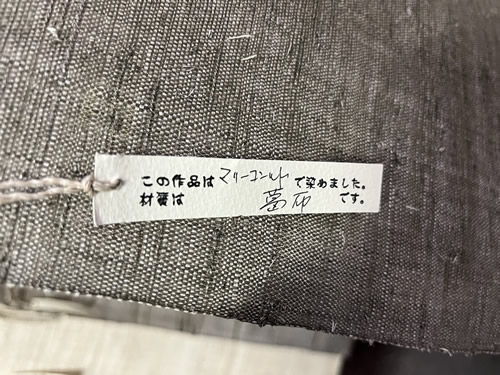 この作品は マリーゴールド で染めました。
材質は 葛布 です。